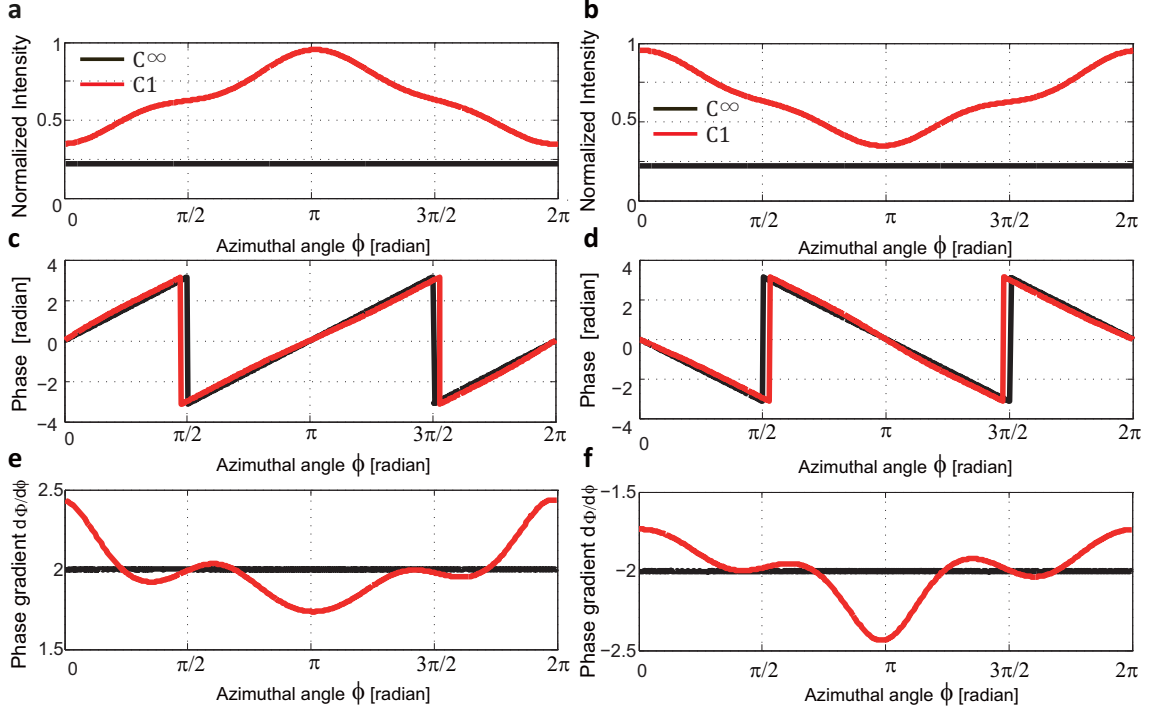 a
Normalized Intensity
1
0.5
0
C∞
C1
0
π/2
π
3π/2
2π
Azimuthal angle ϕ [radian]
b
Normalized Intensity
1
0.5
0
C∞
C1
0
π/2
π
3π/2
2π
Azimuthal angle ϕ [radian]
c
Phase [radian]
4
2
0
−2
−4
0
π/2
π
3π/2
2π
Azimuthal angle ϕ [radian]
d
Phase [radian]
4
2
0
−2
−4
0
π/2
π
3π/2
2π
Azimuthal angle ϕ [radian]
e
Phase gradient dΦ/dϕ
2.5
2
1.5
0
π/2
π
3π/2
2π
Azimuthal angle ϕ [radian]
f
Phase gradient dΦ/dϕ
−1.5
−2
−2.5
0
π/2
π
3π/2
2π
Azimuthal angle ϕ [radian]